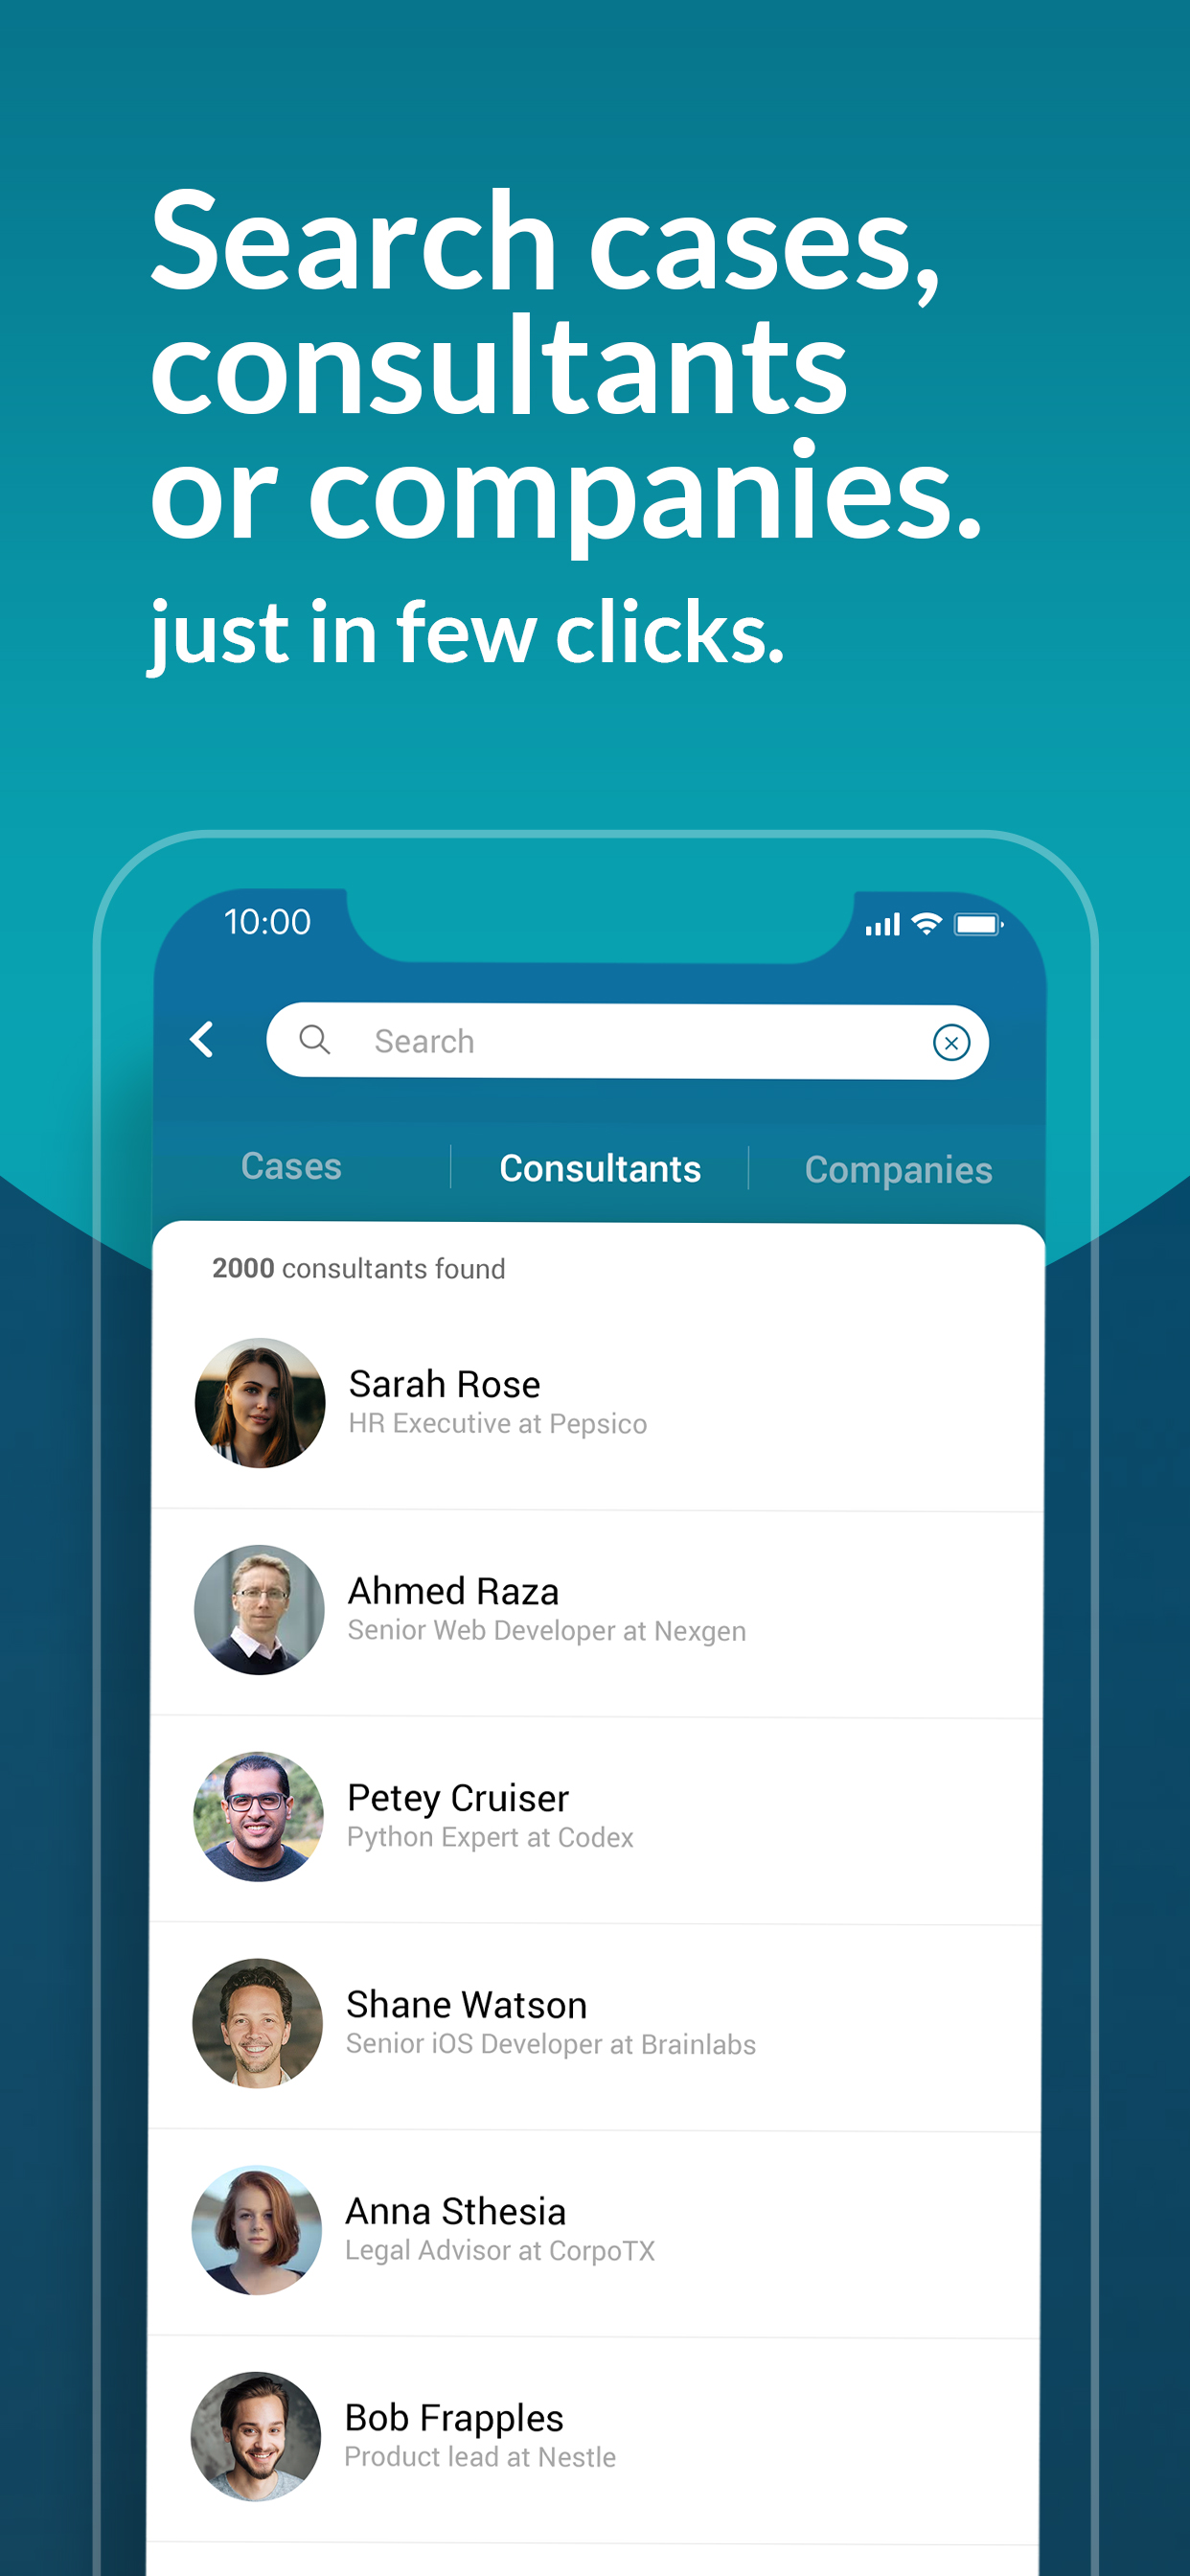 Search cases,
consultants
or companies.
just in few clicks.
10:00
Search
Cases
Consultants
Companies
2000 consultants found
Sarah Rose
HR Executive at Pepsico
Ahmed Raza
Senior Web Developer at Nexgen
Petey Cruiser
Python Expert at Codex
Shane Watson
Senior iOS Developer at Brainlabs
Anna Sthesia
Legal Advisor at CorpoTX
Bob Frapples
Product lead at Nestle